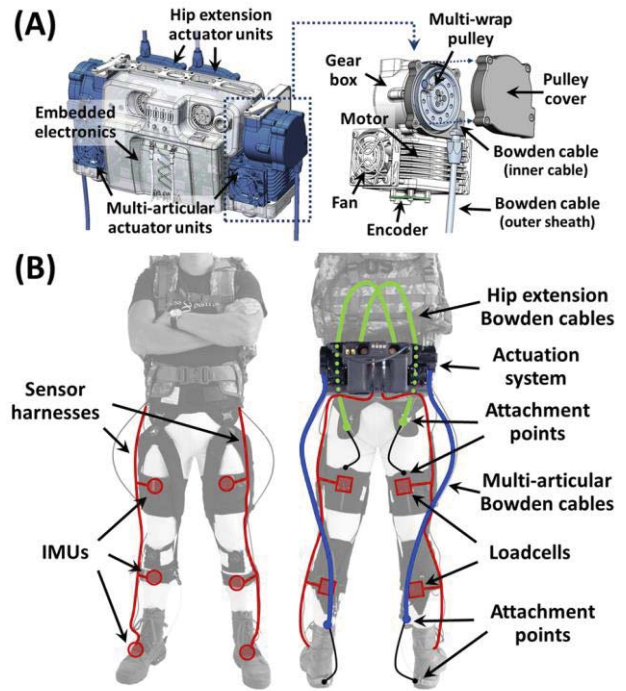 (A)
Hip extension
actuator units
Multi-wrap
pulley
Gear
box
Pulley
cover
Embedded
electronics
Motor
Bowden cable
(inner cable)
Multi-articular
actuator units
Fan
Encoder
Bowden cable
(outer sheath)
(B)
Hip extension
Bowden cables
Actuation
system
Sensor
harnesses
Attachment
points
Multi-articular
Bowden cables
IMUs
Loadcells
Attachment
points